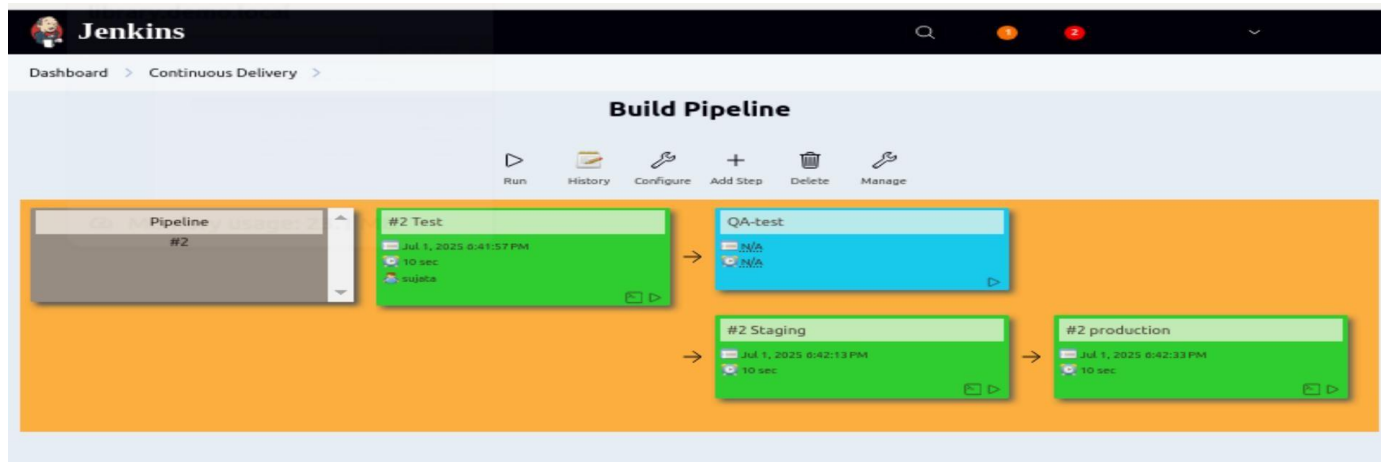 Jenkins
1
2
Dashboard > Continuous Delivery >
Build Pipeline
Run
History
Configure
Add Step
Delete
Manage
Pipeline
#2
#2 Test
Jul 1, 2025 6:41:57 PM
10 sec
sujata
QA-test
N/A
N/A
#2 Staging
Jul 1, 2025 6:42:13 PM
10 sec
#2 production
Jul 1, 2025 6:42:33 PM
10 sec